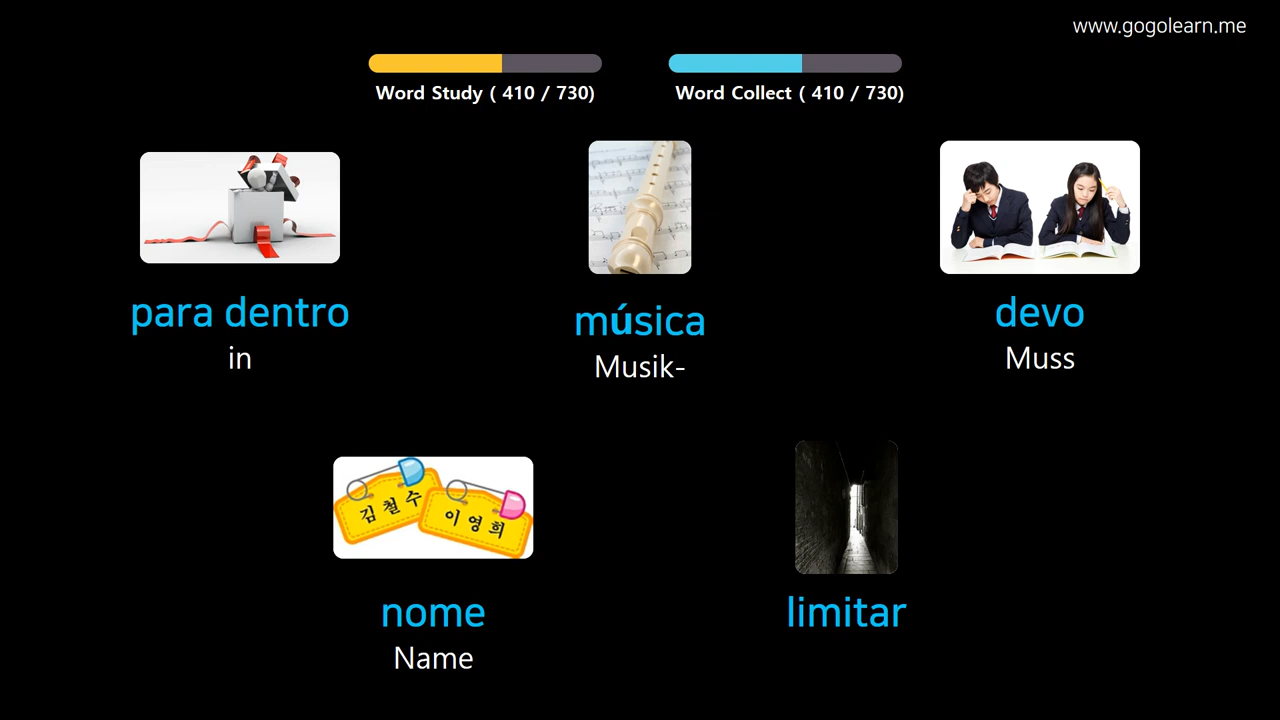 www.gogolearn.me
Word Study ( 410 / 730)
Word Collect ( 410 / 730)
para dentro
in
música
Musik-
devo
Muss
김철수
이영희
nome
Name
limitar